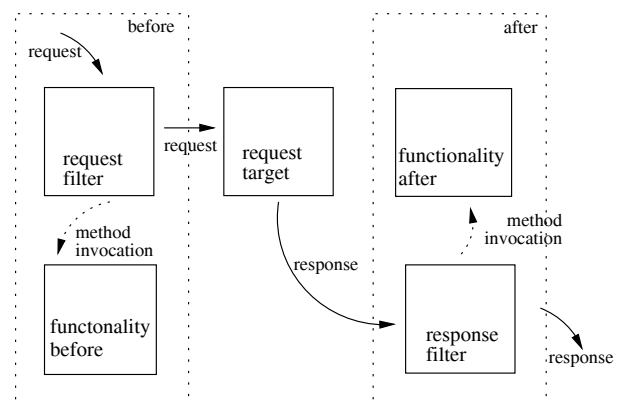 before
after
request
request
filter
request
request
target
functionality
after
method
invocation
method
invocation
response
functonality
before
response
filter
response